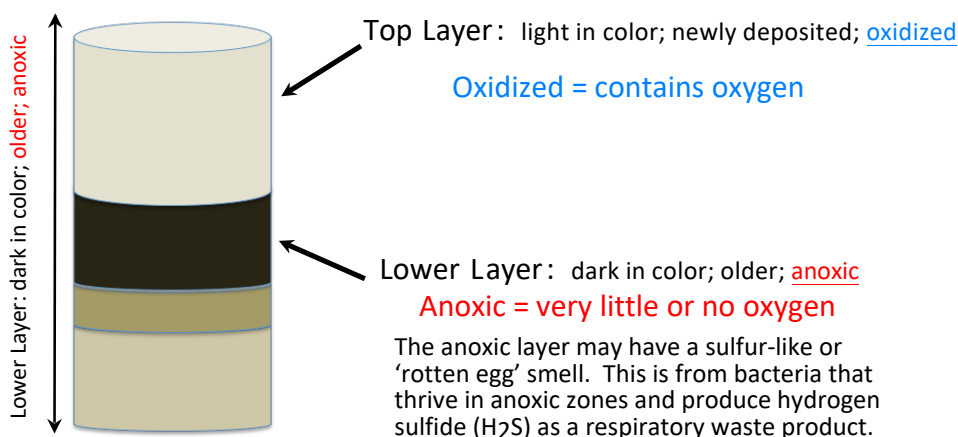 Lower Layer: dark in color; older; anoxic
Top Layer: light in color; newly deposited; oxidized
Oxidized = contains oxygen
Lower Layer: dark in color; older; anoxic
Anoxic = very little or no oxygen
The anoxic layer may have a sulfur-like or
‘rotten egg’ smell.  This is from bacteria that
thrive in anoxic zones and produce hydrogen
sulfide (H2S) as a respiratory waste product.